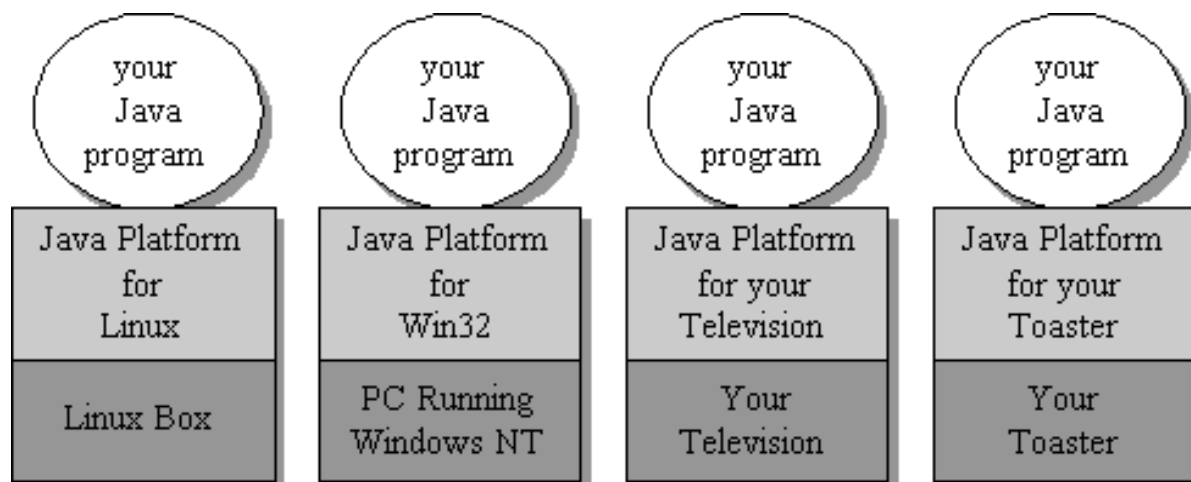 your
Java
program
Java Platform
for
Linux
Linux Box
your
Java
program
Java Platform
for
Win32
PC Running
Windows NT
your
Java
program
Java Platform
for your
Television
Your
Television
your
Java
program
Java Platform
for your
Toaster
Your
Toaster